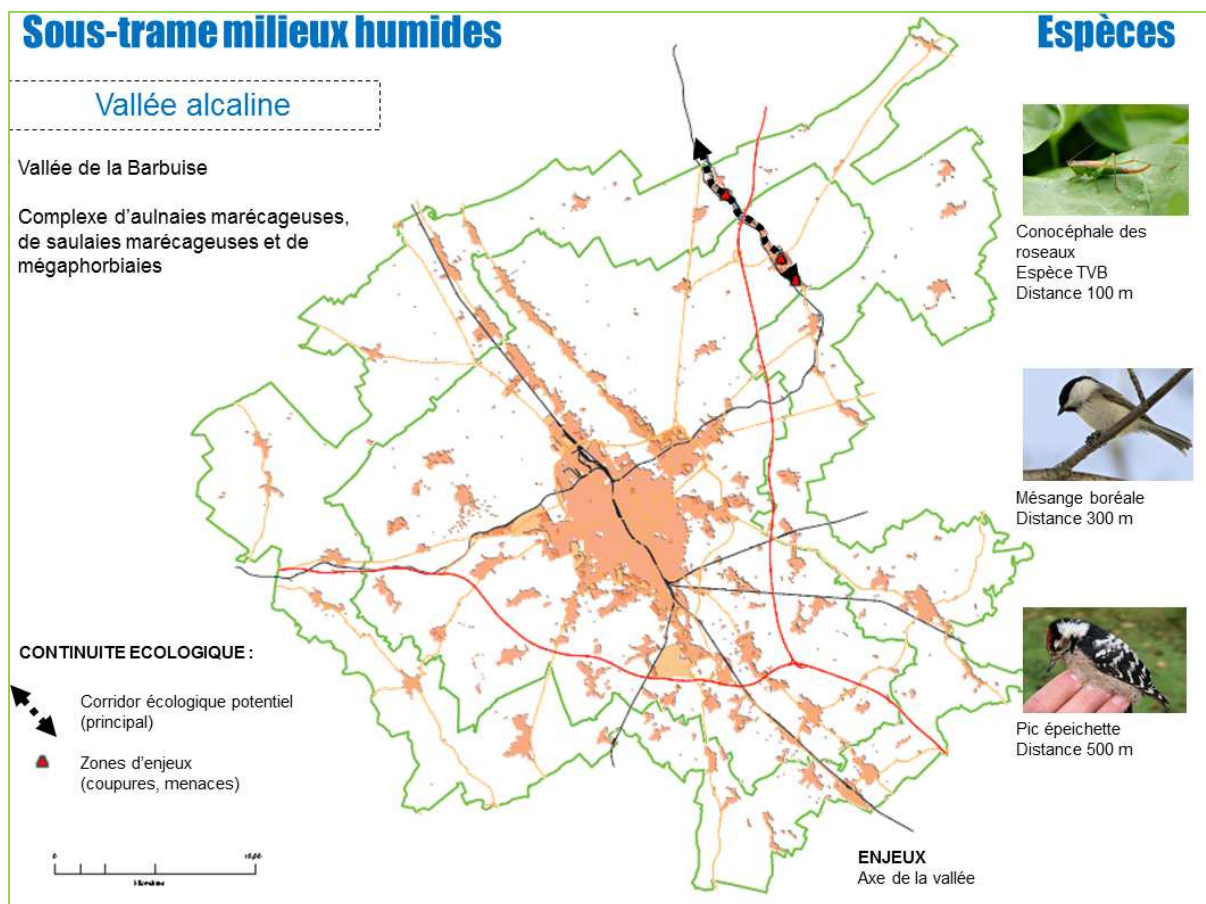 Sous-trame milieux humides
Espèces
Vallée alcaline
Vallée de la Barbuise
Complexe d'aulnaies marécageuses,
de saulaies marécageuses et de
mégaphorbiaies
Conocéphale des
roseaux
Espèce TVB
Distance 100 m
Mésange boréale
Distance 300 m
Pic épeichette
Distance 500 m
CONTINUITE ECOLOGIQUE :
Corridor écologique potentiel
(principal)
Zones d'enjeux
(coupures, menaces)
0
ENJEUX
Axe de la vallée